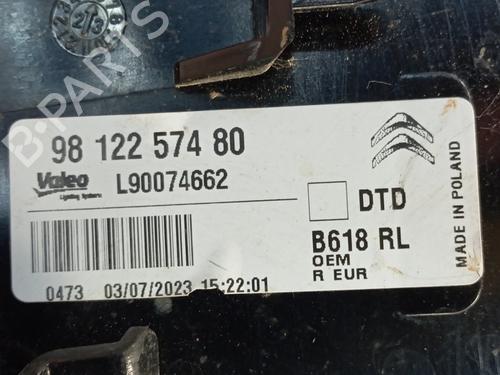 98 122 574 80
Valeo
Lighting Systems
L90074662
DTD
B618 RL
OEM
R EUR
MADE IN POLAND
0473 03/07/2023 15:22:01
B-PARTS